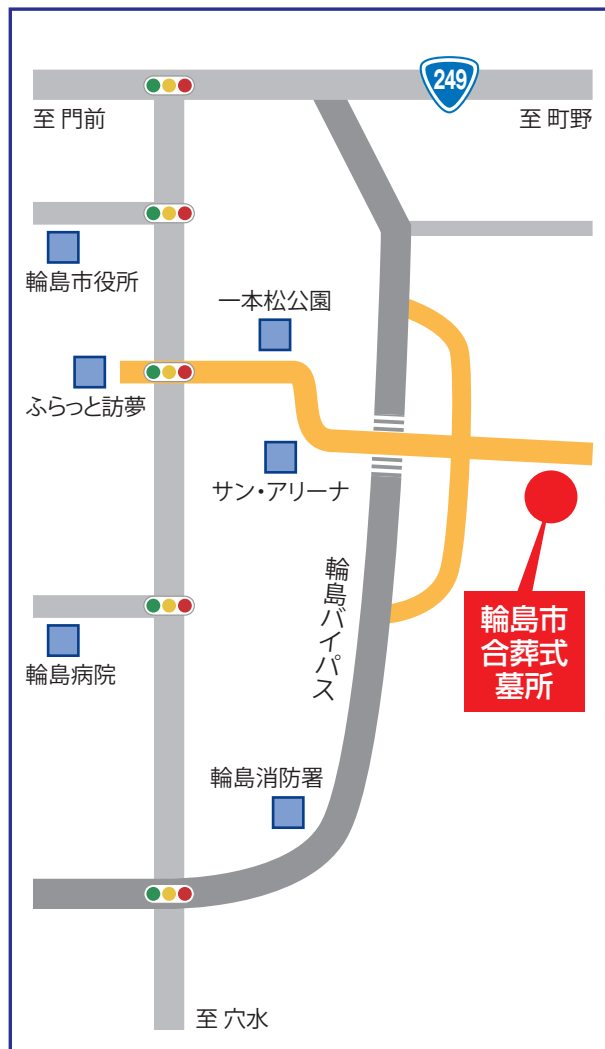 249
至 門前
至 町野
輪島市役所
一本松公園
ふらっと訪夢
サン・アリーナ
輪島バイパス
輪島市
合葬式
墓所
輪島病院
輪島消防署
至 穴水